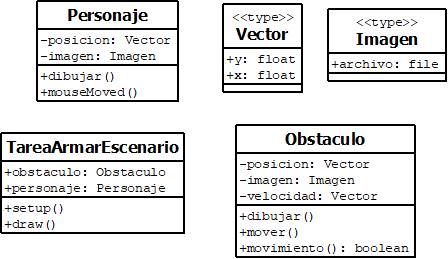 Personaje
-posicion: Vector
-imagen: Imagen
+dibujar()
+mouseMoved()
<<type>>
Vector
+y: float
+x: float
<<type>>
Imagen
+archivo: file
TareaArmarEscenario
+obstaculo: Obstaculo
+personaje: Personaje
+setup()
+draw()
Obstaculo
-posicion: Vector
-imagen: Imagen
-velocidad: Vector
+dibujar()
+mover()
+movimiento(): boolean